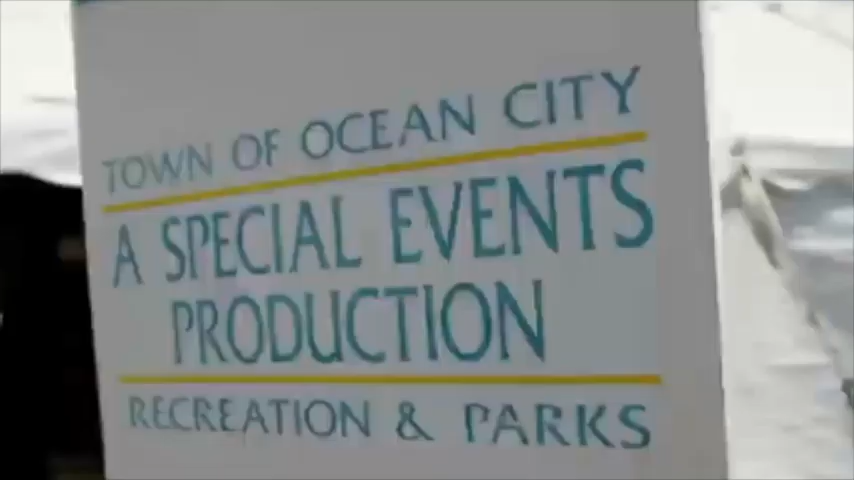 TOWN OF OCEAN CITY
A SPECIAL EVENTS
PRODUCTION
RECREATION & PARKS